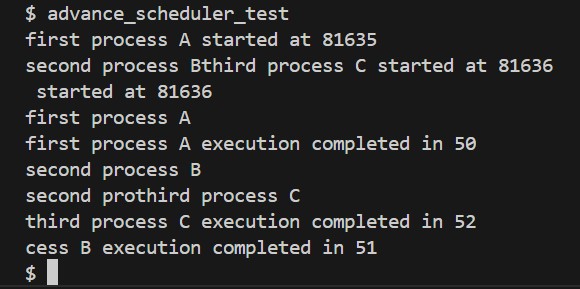 $ advance_scheduler_test
first process A started at 81635
second process Bthird process C started at 81636
 started at 81636
first process A
first process A execution completed in 50
second process B
second prothird process C
third process C execution completed in 52
cess B execution completed in 51
$